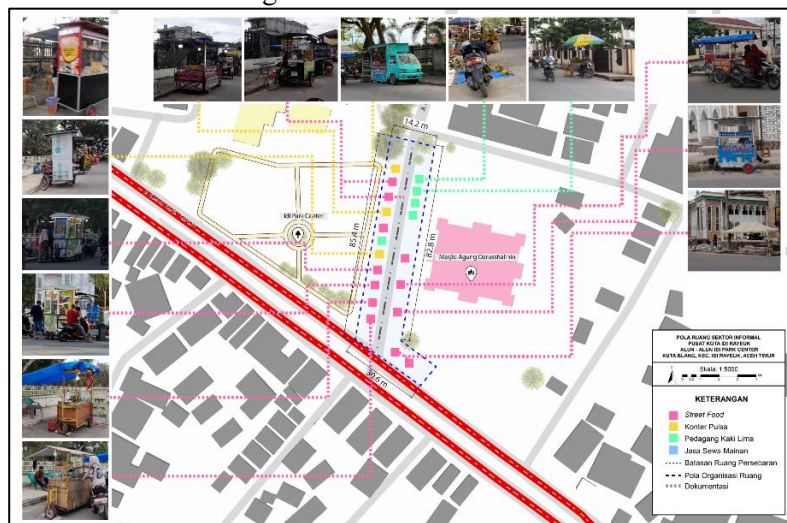 14.2 m
Idi Park Center
85.4 m
82.8 m
Masjid Agung Darusshalihin
30.6 m
POLA RUANG SEKTOR INFORMAL
PUSAT KOTA IDI RAYEUK
ALUN - ALUN IDI PARK CENTER
KUTA BLANG, KEC. IDI RAYEUK, ACEH TIMUR
Skala 1:5000
KETERANGAN
Street Food
Konter Pulsa
Pedagang Kaki Lima
Jasa Sewa Mainan
Batasan Ruang Persebaran
Pola Organisasi Ruang
Dokumentasi